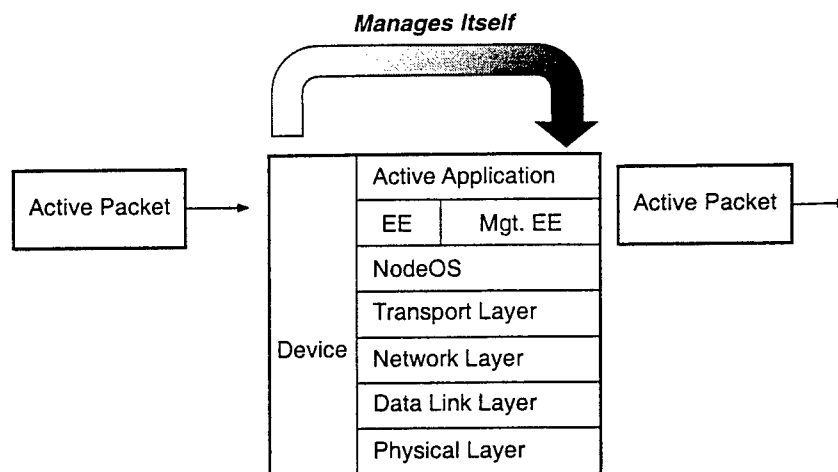 Manages Itself
Active Packet
Device
Active Application
EE
Mgt. EE
NodeOS
Transport Layer
Network Layer
Data Link Layer
Physical Layer
Active Packet